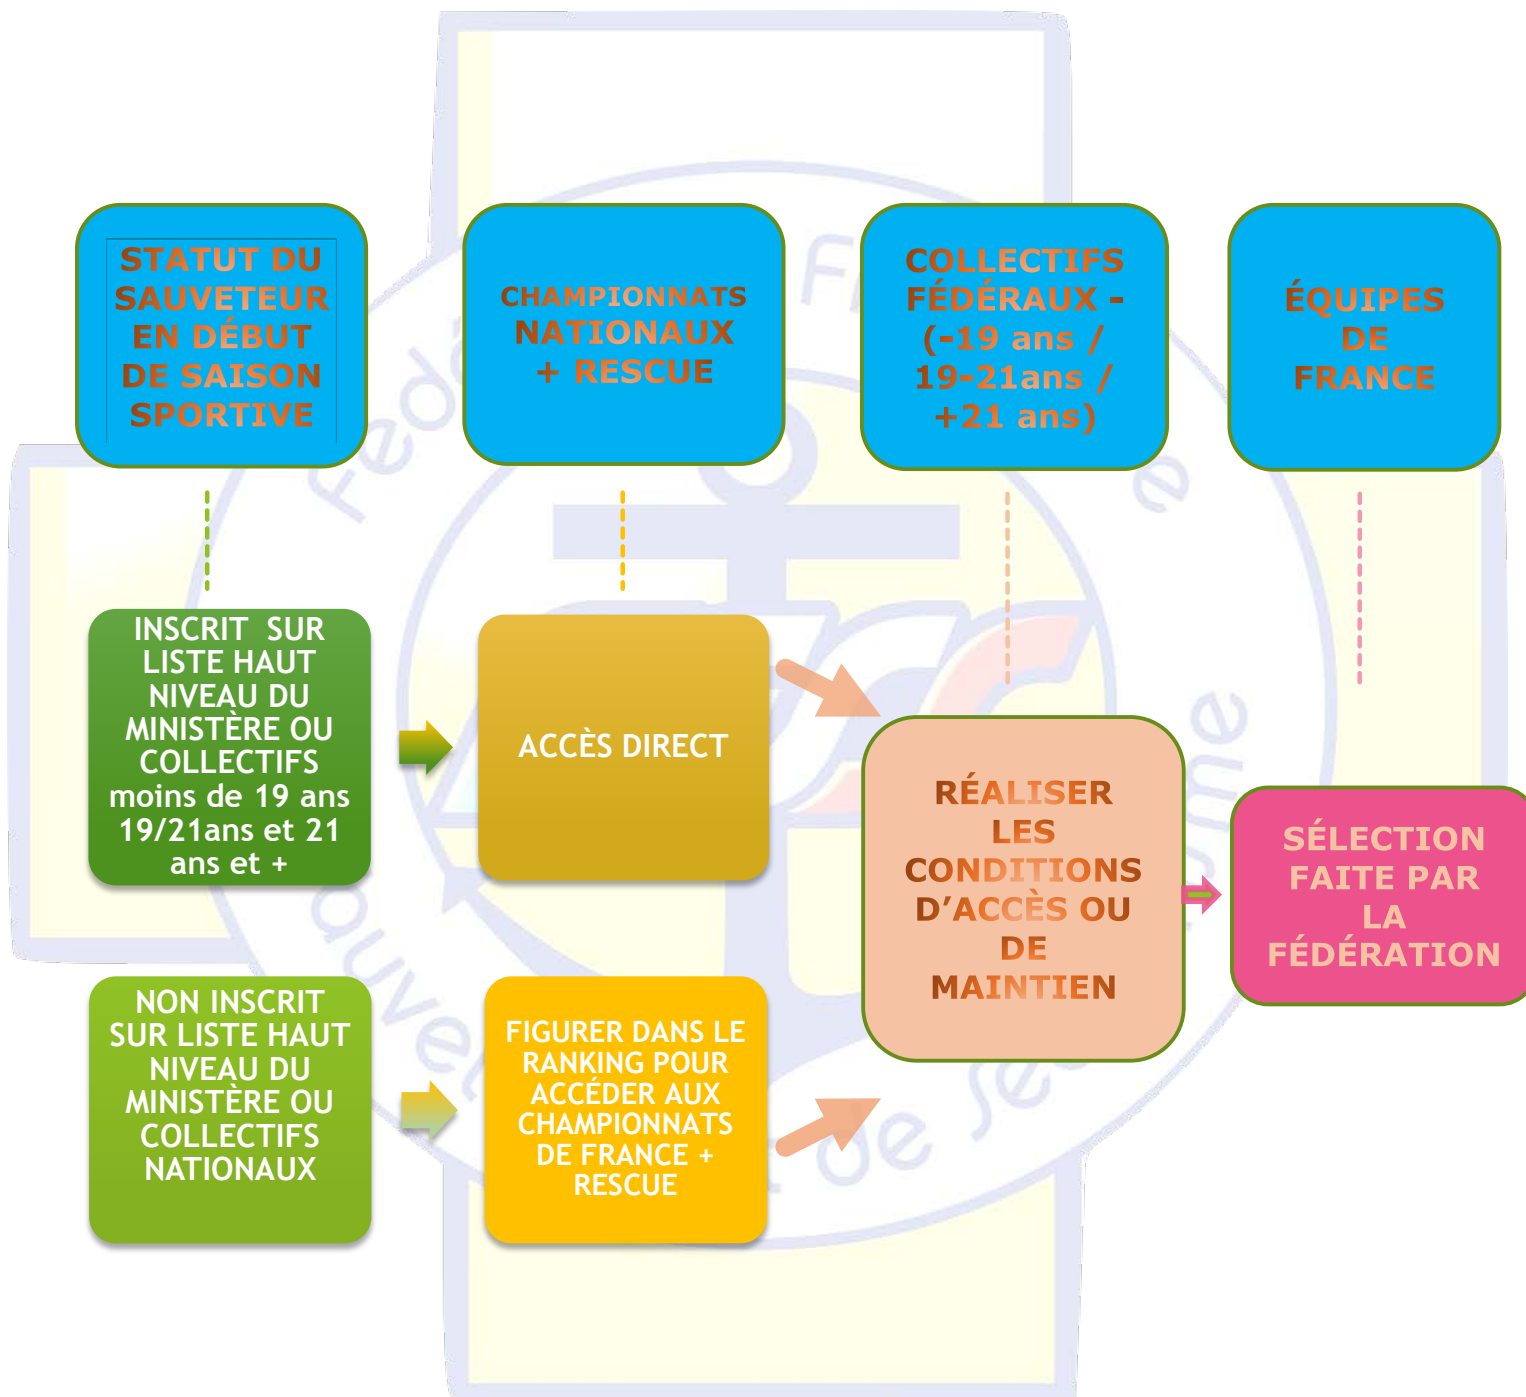 STATUT DU
SAUVETEUR
EN DÉBUT
DE SAISON
SPORTIVE
CHAMPIONNATS
NATIONAUX
+ RESCUE
COLLECTIFS
FÉDÉRAUX -
(-19 ans /
19-21ans /
+21 ans)
ÉQUIPES
DE
FRANCE
INSCRIT SUR
LISTE HAUT
NIVEAU DU
MINISTÈRE OU
COLLECTIFS
moins de 19 ans
19/21ans et 21
ans et +
ACCÈS DIRECT
RÉALISER
LES
CONDITIONS
D'ACCÈS OU
DE
MAINTIEN
SÉLECTION
FAITE PAR
LA
FÉDÉRATION
NON INSCRIT
SUR LISTE HAUT
NIVEAU DU
MINISTÈRE OU
COLLECTIFS
NATIONAUX
FIGURER DANS LE
RANKING POUR
ACCÉDER AUX
CHAMPIONNATS
DE FRANCE +
RESCUE